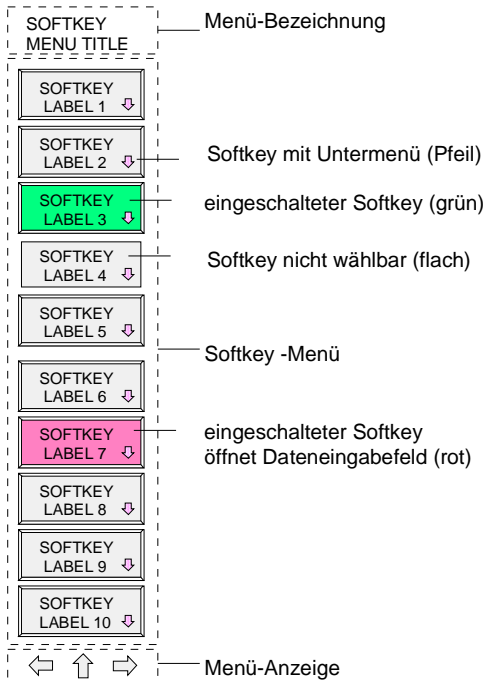 SOFTKEY
MENU TITLE
Menü-Bezeichnung
SOFTKEY
LABEL 1
SOFTKEY
LABEL 2
Softkey mit Untermenü (Pfeil)
SOFTKEY
LABEL 3
eingeschalteter Softkey (grün)
SOFTKEY
LABEL 4
Softkey nicht wählbar (flach)
SOFTKEY
LABEL 5
Softkey -Menü
SOFTKEY
LABEL 6
SOFTKEY
LABEL 7
eingeschalteter Softkey
öffnet Dateneingabefeld (rot)
SOFTKEY
LABEL 8
SOFTKEY
LABEL 9
SOFTKEY
LABEL 10
Menü-Anzeige